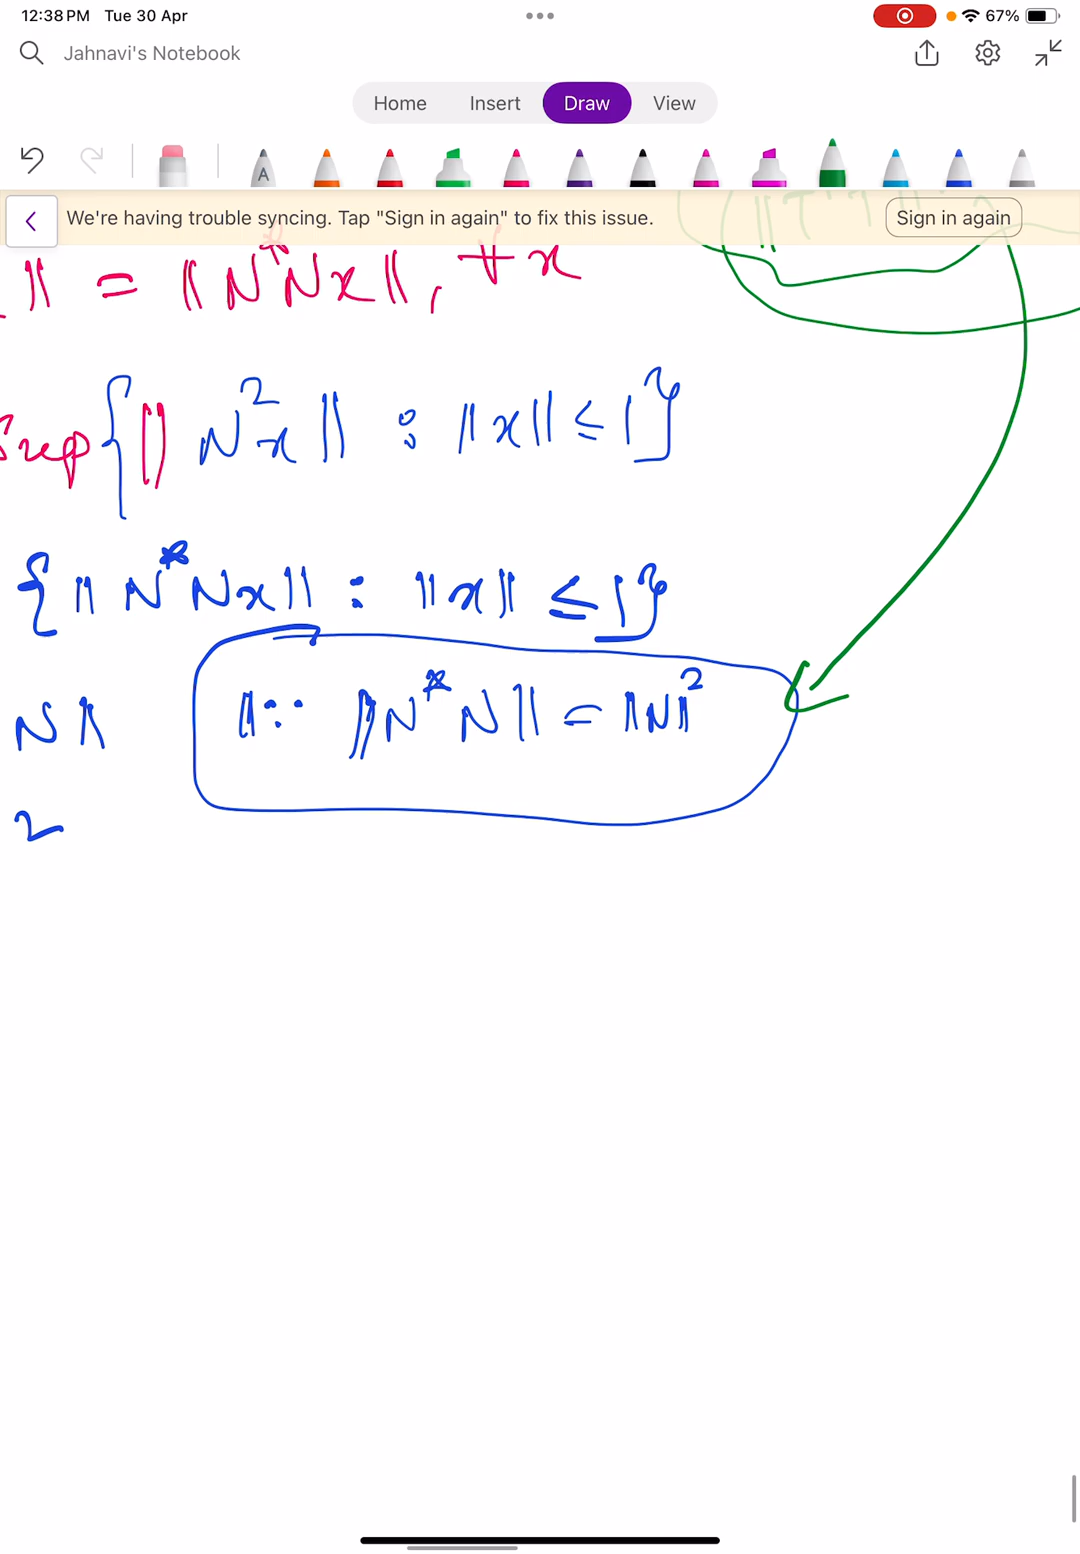 12:38 PM Tue 30 Apr 67%
Jahnavi's Notebook
Home Insert Draw View
A
We're having trouble syncing. Tap "Sign in again" to fix this issue. Sign in again
‖ = ‖N*Nx‖, ∀ x
Sup{‖N²x‖ : ‖x‖ ≤ 1}
{‖N*Nx‖ : ‖x‖ ≤ 1}
N‖ ‖∵ ‖N*N‖ = ‖N‖²
2